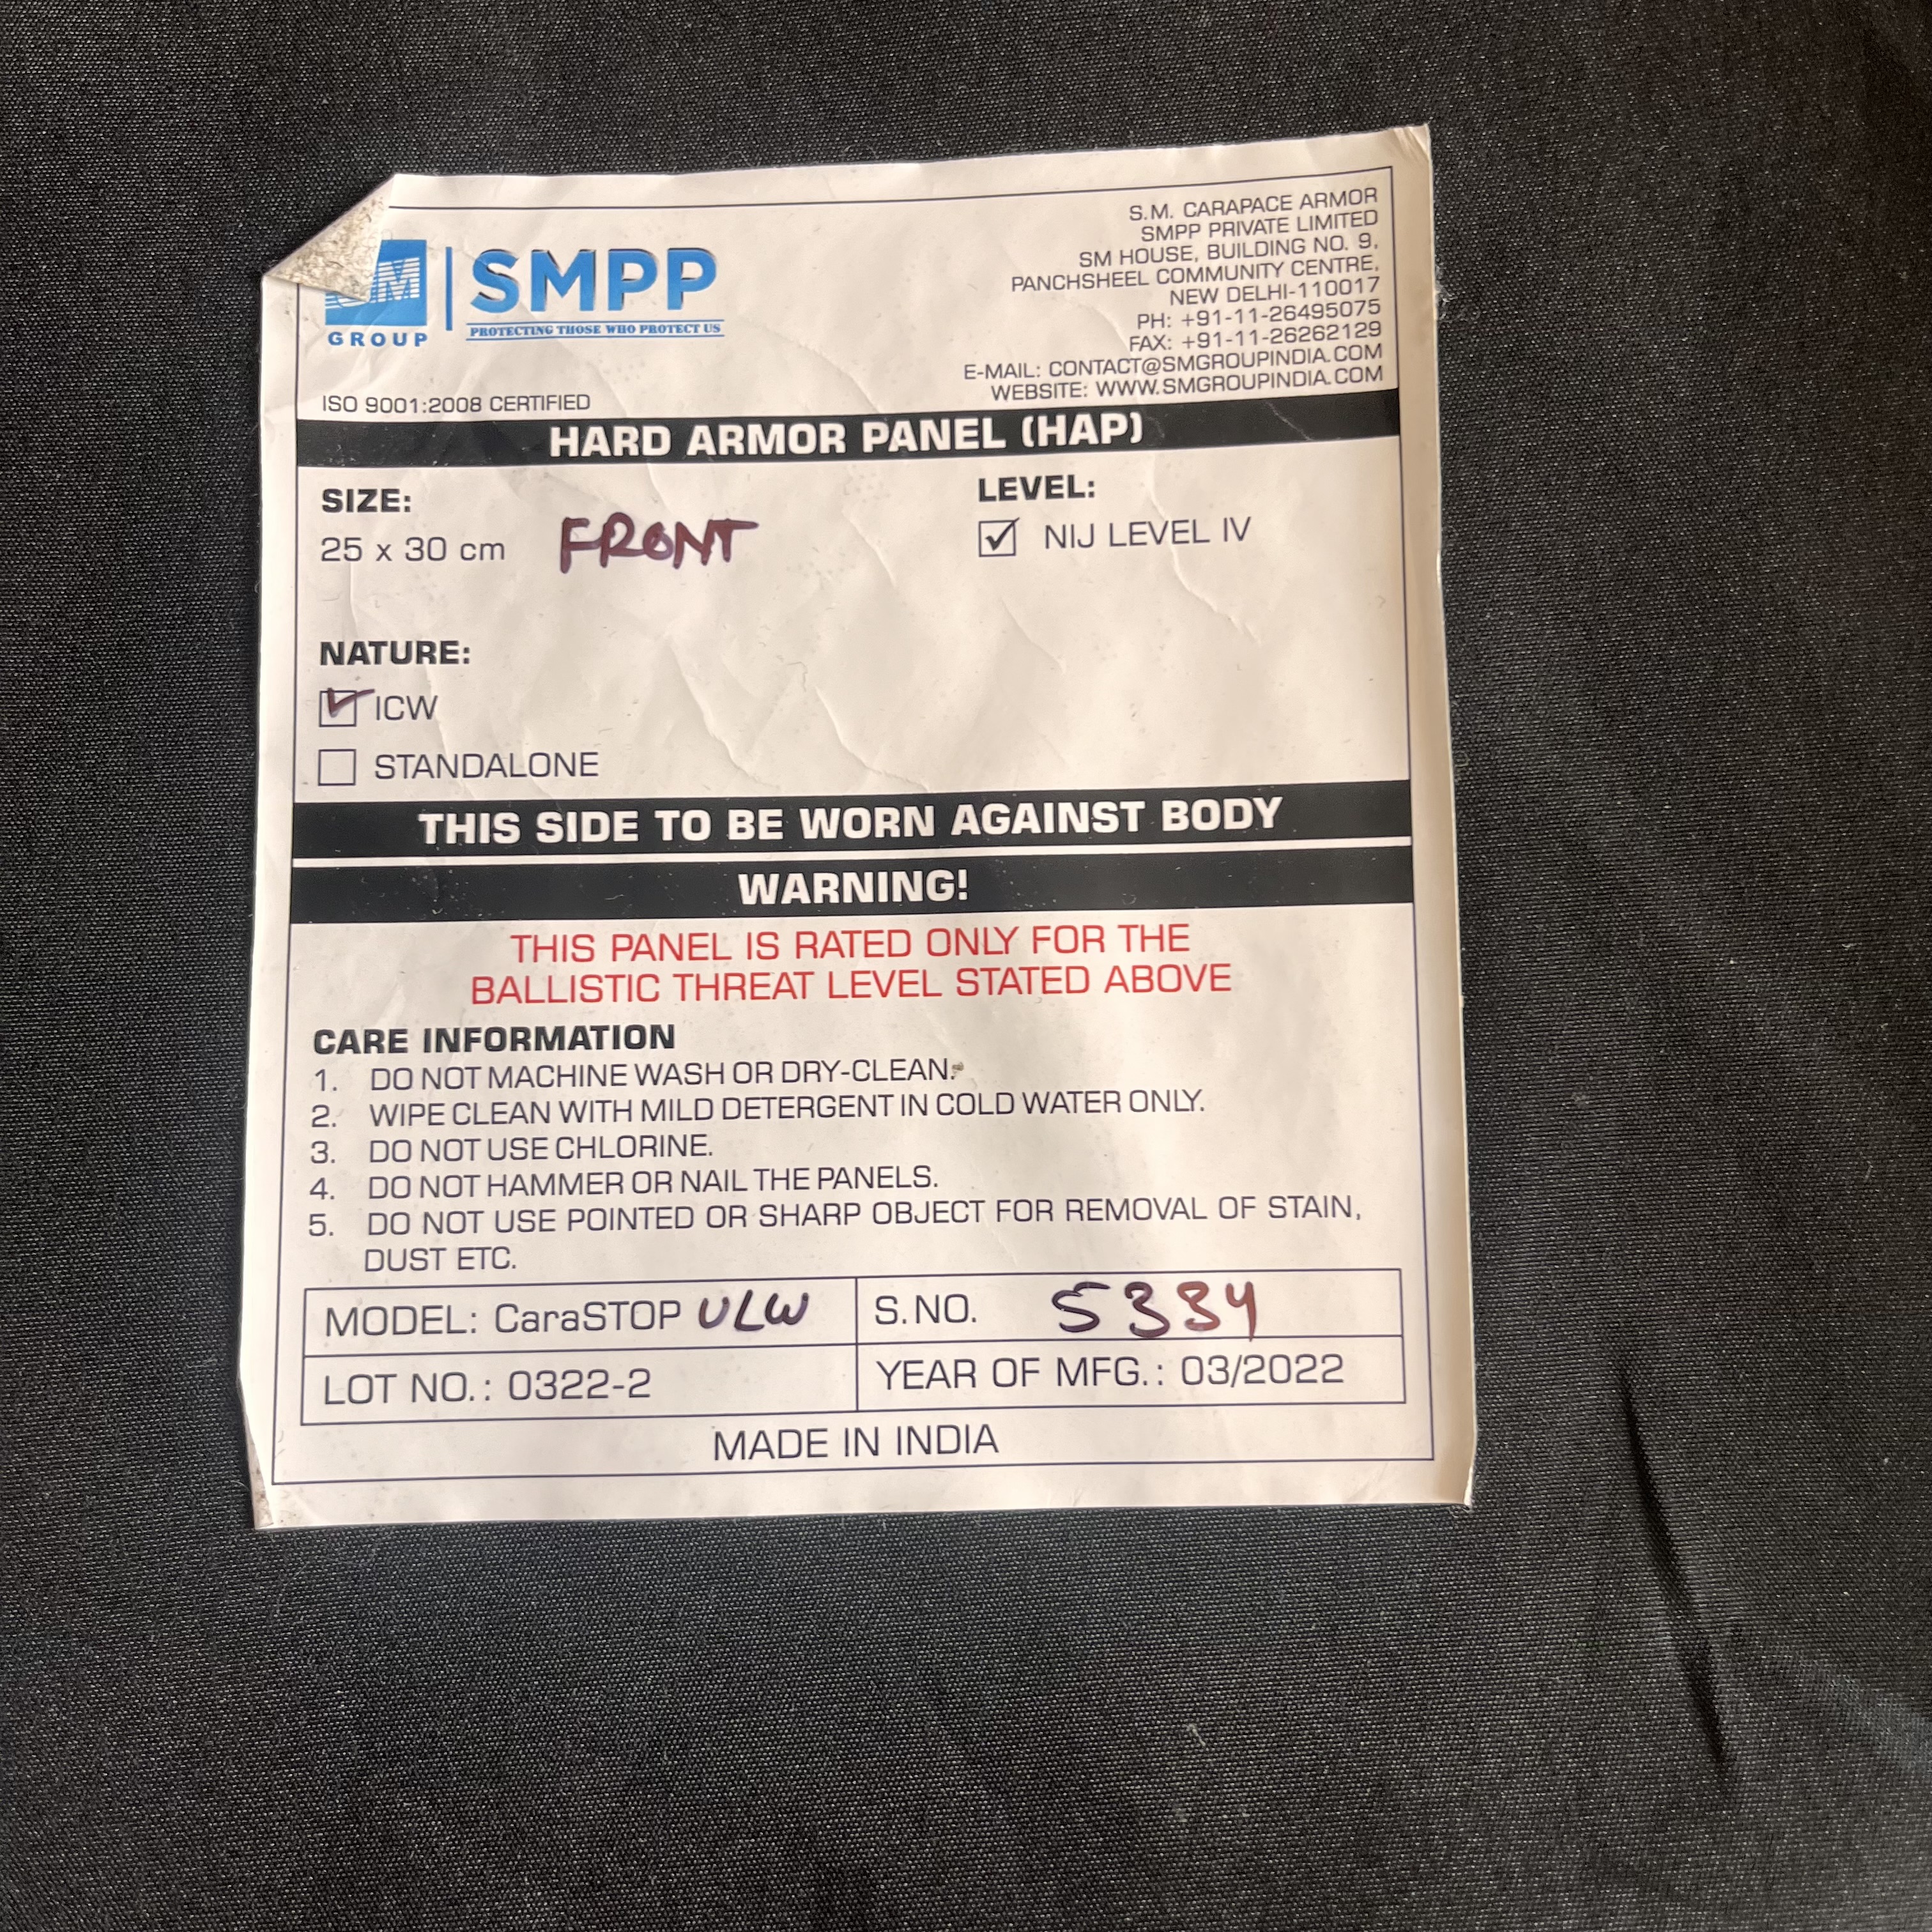 S.M. CARAPACE ARMOR
SMPP PRIVATE LIMITED
SM HOUSE, BUILDING NO. 9,
PANCHSHEEL COMMUNITY CENTRE,
NEW DELHI-110017
PH: +91-11-26495075
FAX: +91-11-26262129
E-MAIL: CONTACT@SMGROUPINDIA.COM
WEBSITE: WWW.SMGROUPINDIA.COM
GROUP
SMPP
PROTECTING THOSE WHO PROTECT US
ISO 9001:2008 CERTIFIED
HARD ARMOR PANEL (HAP)
SIZE:
25 x 30 cm FRONT
LEVEL:
NIJ LEVEL IV
NATURE:
ICW
STANDALONE
THIS SIDE TO BE WORN AGAINST BODY
WARNING!
THIS PANEL IS RATED ONLY FOR THE
BALLISTIC THREAT LEVEL STATED ABOVE
CARE INFORMATION
1. DO NOT MACHINE WASH OR DRY-CLEAN.
2. WIPE CLEAN WITH MILD DETERGENT IN COLD WATER ONLY.
3. DO NOT USE CHLORINE.
4. DO NOT HAMMER OR NAIL THE PANELS.
5. DO NOT USE POINTED OR SHARP OBJECT FOR REMOVAL OF STAIN,
DUST ETC.
MODEL: CaraSTOP ULW
S.NO. 5334
LOT NO.: 0322-2
YEAR OF MFG.: 03/2022
MADE IN INDIA